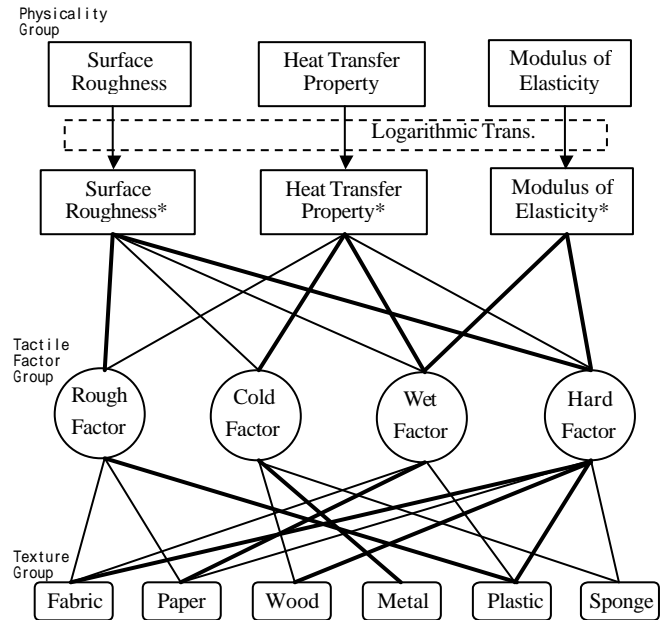 Physicality
Group
Surface
Roughness
Heat Transfer
Property
Modulus of
Elasticity
Logarithmic Trans.
Surface
Roughness*
Heat Transfer
Property*
Modulus of
Elasticity*
Tactile
Factor
Group
Rough
Factor
Cold
Factor
Wet
Factor
Hard
Factor
Texture
Group
Fabric
Paper
Wood
Metal
Plastic
Sponge